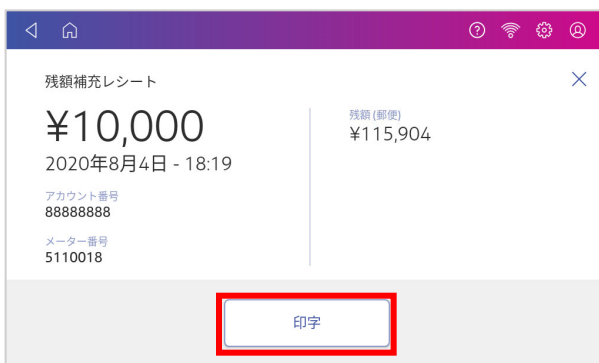 残額補充レシート
¥10,000
2020年8月4日 - 18:19
アカウント番号
88888888
メーター番号
5110018
残額 (郵便)
¥115,904
印字